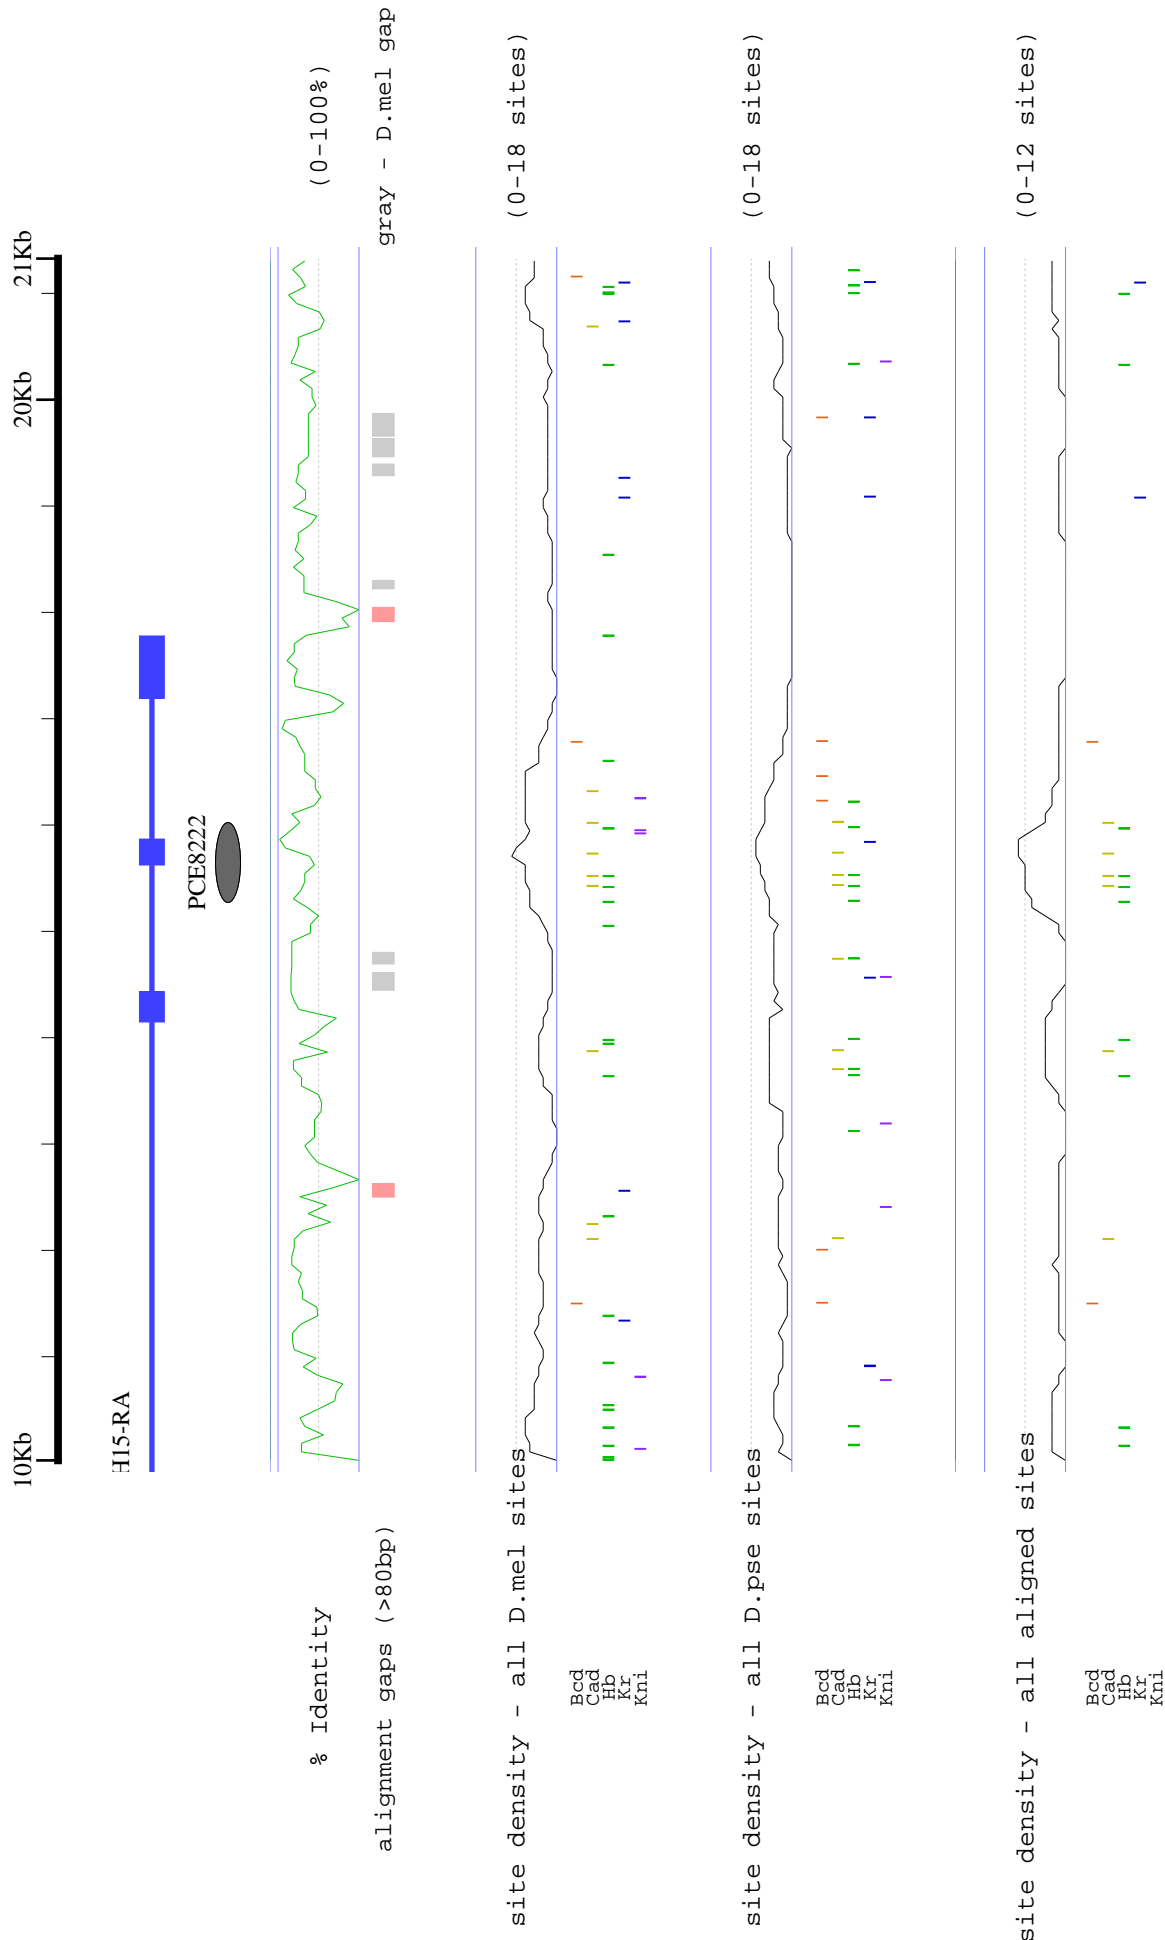 10Kb
20Kb
21Kb
H15-RA
PCE8222
% Identity
(0-100%)
alignment gaps (>80bp)
gray - D.mel gap
site density - all D.mel sites
(0-18 sites)
Bcd
Cad
Hb
Kr
Kni
site density - all D.pse sites
(0-18 sites)
Bcd
Cad
Hb
Kr
Kni
site density - all aligned sites
(0-12 sites)
Bcd
Cad
Hb
Kr
Kni